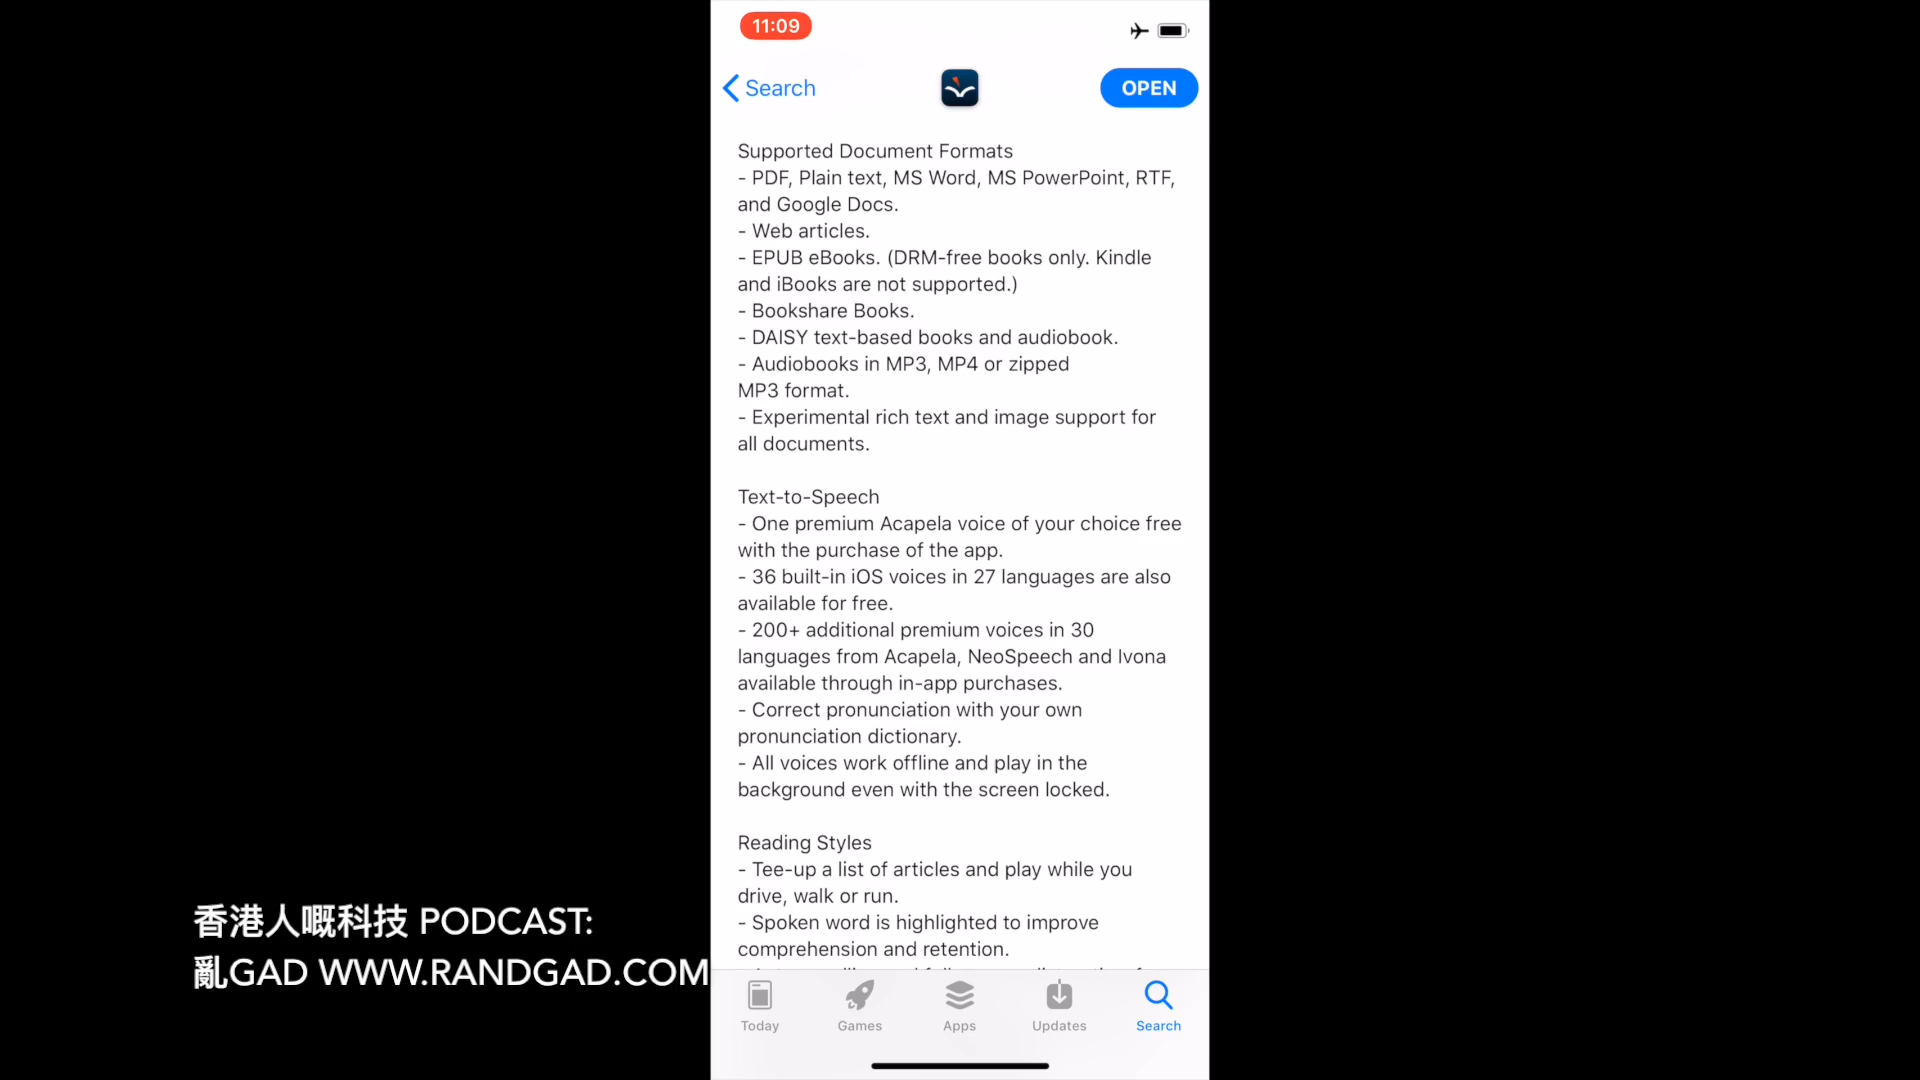 11:09
Search
OPEN
Supported Document Formats
- PDF, Plain text, MS Word, MS PowerPoint, RTF,
and Google Docs.
- Web articles.
- EPUB eBooks. (DRM-free books only. Kindle
and iBooks are not supported.)
- Bookshare Books.
- DAISY text-based books and audiobook.
- Audiobooks in MP3, MP4 or zipped
MP3 format.
- Experimental rich text and image support for
all documents.
Text-to-Speech
- One premium Acapela voice of your choice free
with the purchase of the app.
- 36 built-in iOS voices in 27 languages are also
available for free.
- 200+ additional premium voices in 30
languages from Acapela, NeoSpeech and Ivona
available through in-app purchases.
- Correct pronunciation with your own
pronunciation dictionary.
- All voices work offline and play in the
background even with the screen locked.
Reading Styles
- Tee-up a list of articles and play while you
drive, walk or run.
- Spoken word is highlighted to improve
comprehension and retention.
香港人嘅科技 PODCAST:
亂GAD WWW.RANDGAD.COM
Today
Games
Apps
Updates
Search